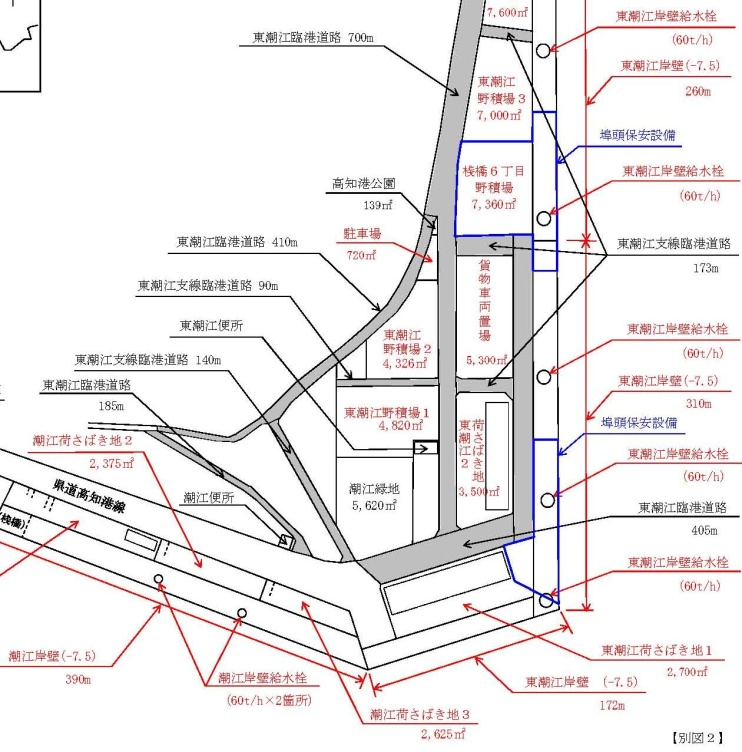 7,600㎡
東潮江岸壁給水栓
(60t/h)
東潮江臨港道路 700m
東潮江岸壁(-7.5)
260m
東潮江
野積場3
7,000㎡
埠頭保安設備
桟橋6丁目
野積場
7,360㎡
東潮江岸壁給水栓
(60t/h)
高知港公園
139㎡
駐車場
720㎡
東潮江臨港道路 410m
東潮江支線臨港道路
173m
貨物車両置場
5,300㎡
東潮江支線臨港道路 90m
東潮江便所
東潮江
野積場2
4,326㎡
東潮江岸壁給水栓
(60t/h)
東潮江支線臨港道路 140m
東潮江臨港道路
185m
東潮江岸壁(-7.5)
310m
東潮江野積場1
4,820㎡
東潮江荷さばき地2
3,500㎡
埠頭保安設備
潮江荷さばき地2
2,375㎡
東潮江岸壁給水栓
(60t/h)
県道高知港線
潮江便所
潮江緑地
5,620㎡
東潮江臨港道路
405m
(桟橋)
東潮江岸壁給水栓
(60t/h)
潮江岸壁(-7.5)
390m
潮江岸壁給水栓
(60t/h×2箇所)
東潮江荷さばき地1
2,700㎡
東潮江岸壁 (-7.5)
172m
潮江荷さばき地3
2,625㎡
【別図2】